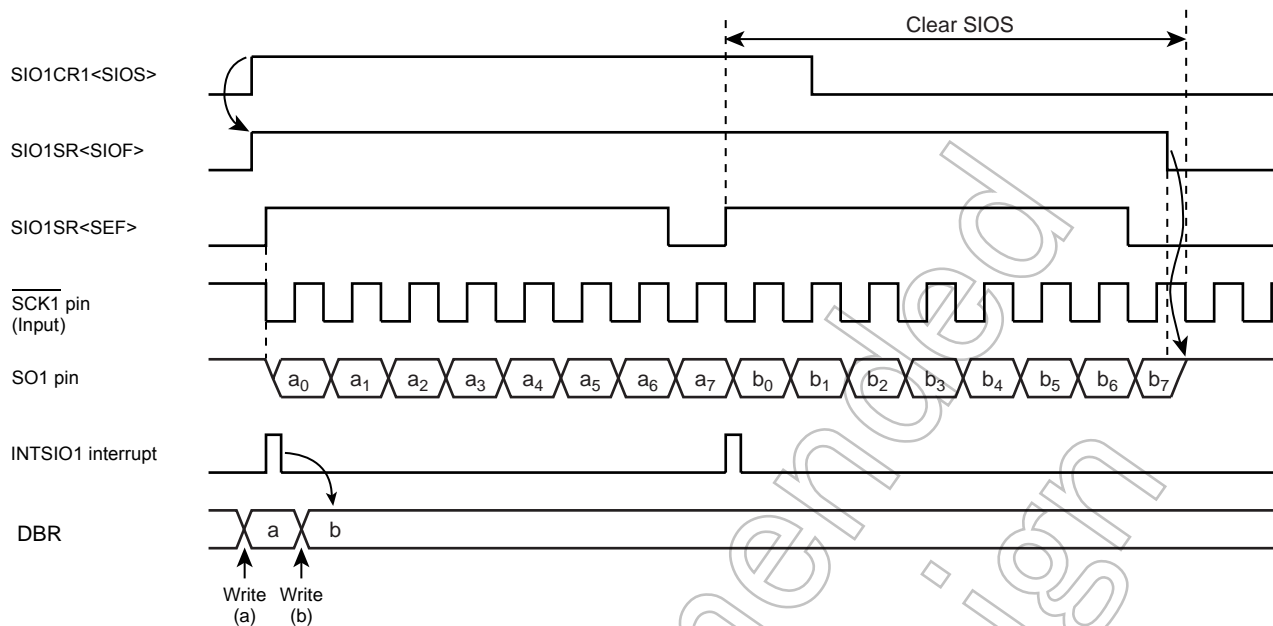 Clear SIOS
SIO1CR1<SIOS>
SIO1SR<SIOF>
SIO1SR<SEF>
SCK1 pin
(Input)
SO1 pin
a0 a1 a2 a3 a4 a5 a6 a7 b0 b1 b2 b3 b4 b5 b6 b7
INTSIO1 interrupt
DBR
a b
Write
(a)
Write
(b)